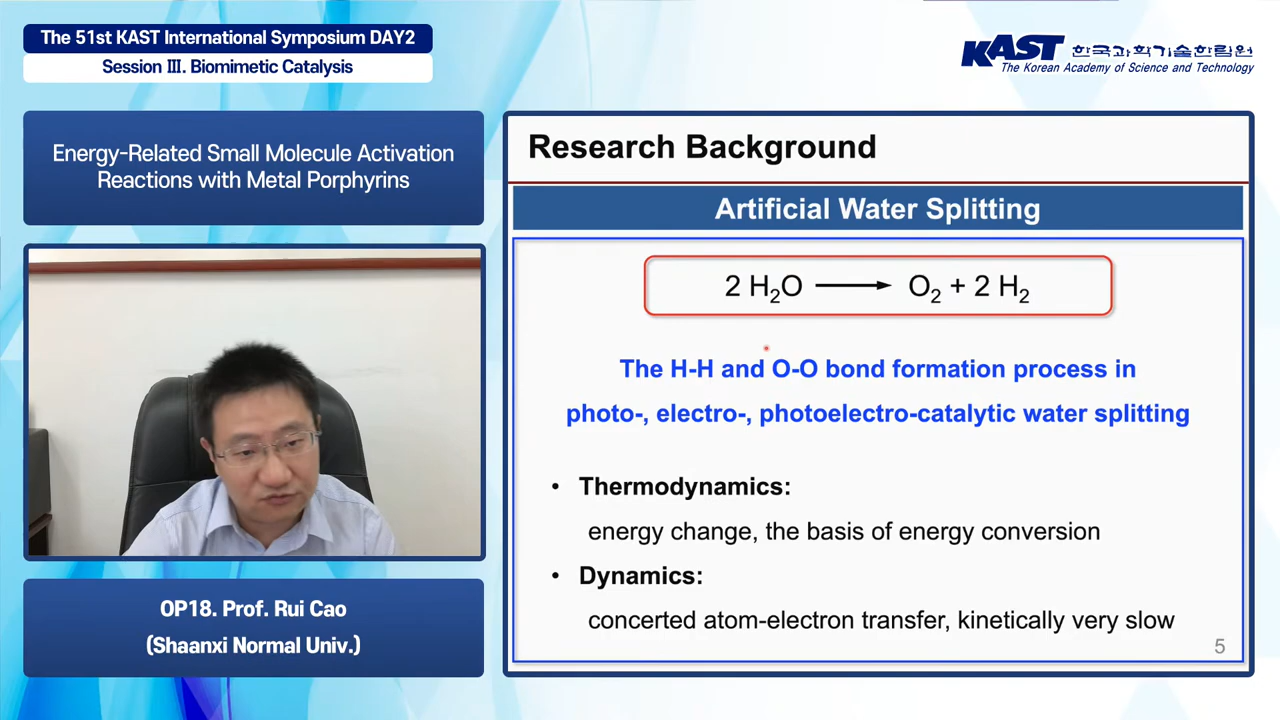 The 51st KAST International Symposium DAY2
Session Ⅲ. Biomimetic Catalysis
KAST 한국과학기술한림원
The Korean Academy of Science and Technology
Energy-Related Small Molecule Activation
Reactions with Metal Porphyrins
OP18. Prof. Rui Cao
(Shaanxi Normal Univ.)
Research Background
Artificial Water Splitting
2 H₂O ⟶ O₂ + 2 H₂
The H-H and O-O bond formation process in
photo-, electro-, photoelectro-catalytic water splitting
• Thermodynamics:
energy change, the basis of energy conversion
• Dynamics:
concerted atom-electron transfer, kinetically very slow
5